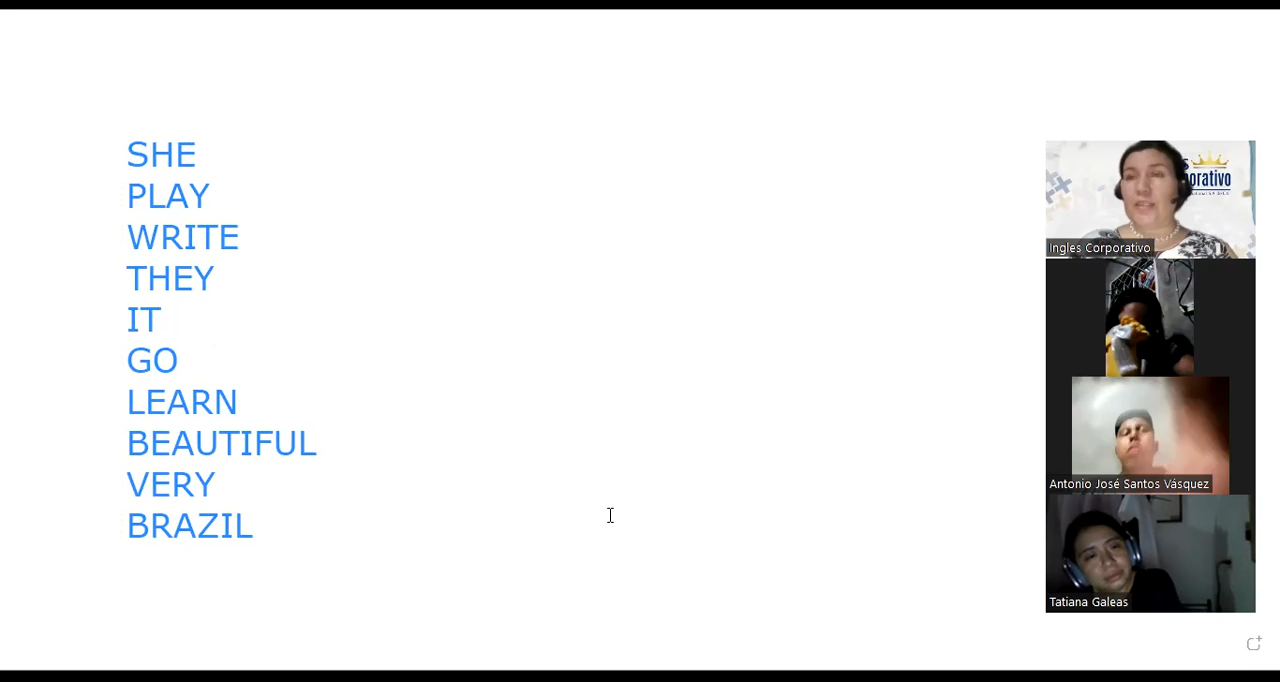 SHE
PLAY
WRITE
THEY
IT
GO
LEARN
BEAUTIFUL
VERY
BRAZIL
Ingles Corporativo
Antonio José Santos Vásquez
Tatiana Galeas